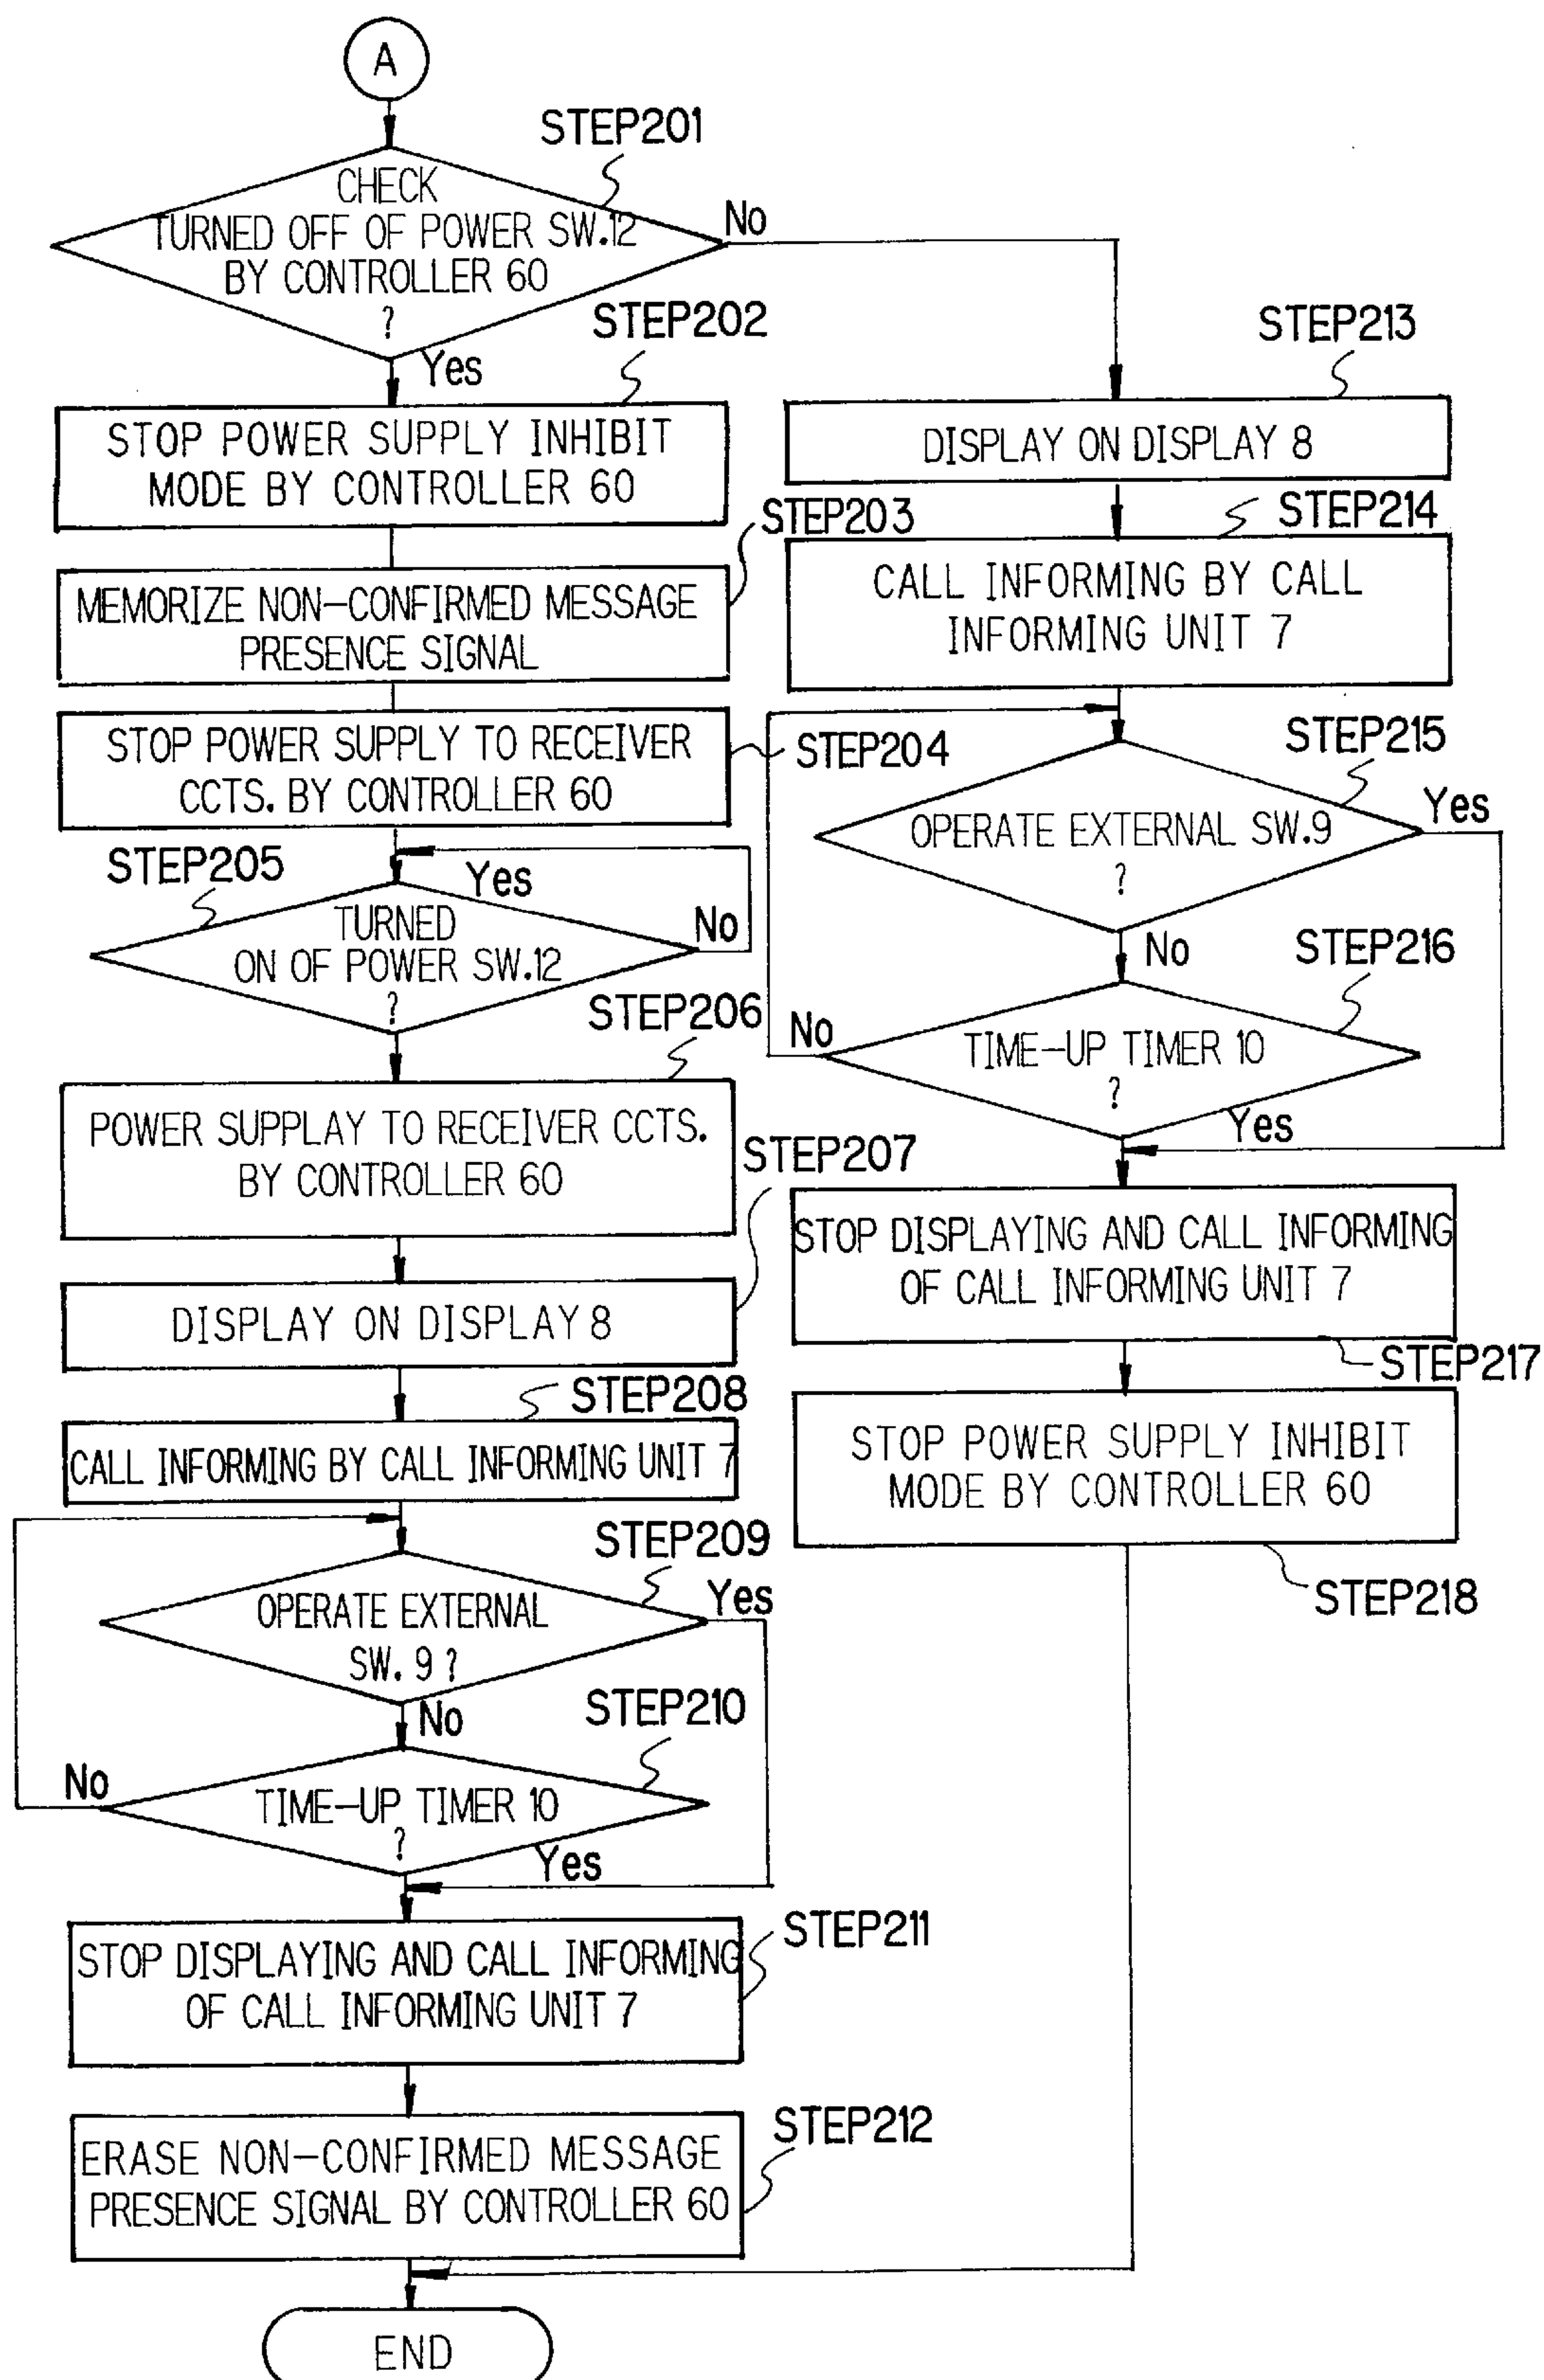 A
STEP201
CHECK
TURNED OFF OF POWER SW.12
BY CONTROLLER 60
?
No
Yes
STEP202
STOP POWER SUPPLY INHIBIT
MODE BY CONTROLLER 60
STEP203
MEMORIZE NON-CONFIRMED MESSAGE
PRESENCE SIGNAL
STEP204
STOP POWER SUPPLY TO RECEIVER
CCTS. BY CONTROLLER 60
STEP205
Yes
TURNED
ON OF POWER SW.12
?
No
STEP206
POWER SUPPLAY TO RECEIVER CCTS.
BY CONTROLLER 60
STEP207
DISPLAY ON DISPLAY 8
STEP208
CALL INFORMING BY CALL INFORMING UNIT 7
STEP209
OPERATE EXTERNAL
SW. 9 ?
Yes
No
STEP210
No
TIME-UP TIMER 10
?
Yes
STEP211
STOP DISPLAYING AND CALL INFORMING
OF CALL INFORMING UNIT 7
STEP212
ERASE NON-CONFIRMED MESSAGE
PRESENCE SIGNAL BY CONTROLLER 60
END
STEP213
DISPLAY ON DISPLAY 8
STEP214
CALL INFORMING BY CALL
INFORMING UNIT 7
STEP215
OPERATE EXTERNAL SW.9
?
Yes
No
STEP216
No
TIME-UP TIMER 10
?
Yes
STOP DISPLAYING AND CALL INFORMING
OF CALL INFORMING UNIT 7
STEP217
STOP POWER SUPPLY INHIBIT
MODE BY CONTROLLER 60
STEP218